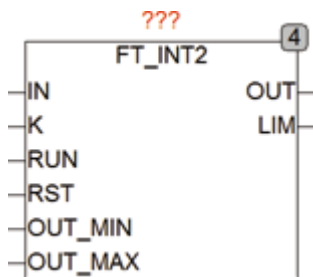 ???
4
FT_INT2
IN OUT
K LIM
RUN
RST
OUT_MIN
OUT_MAX